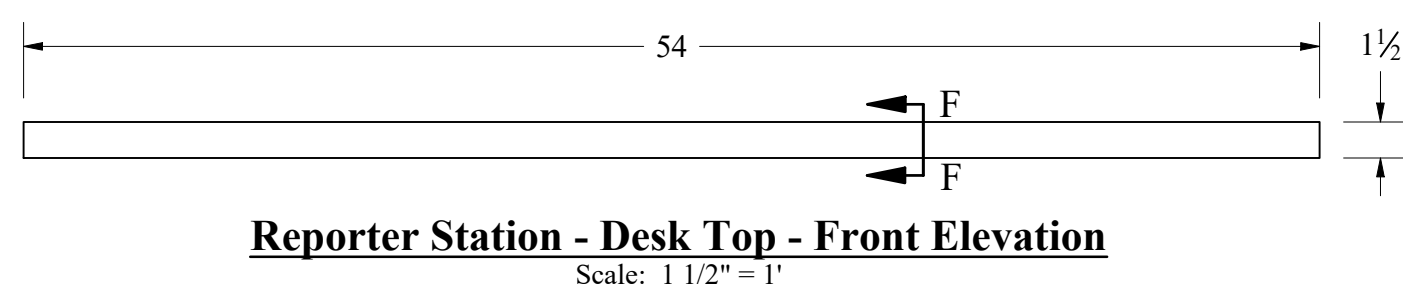 54
1½
F
F
Reporter Station - Desk Top - Front Elevation
Scale: 1 1/2" = 1'